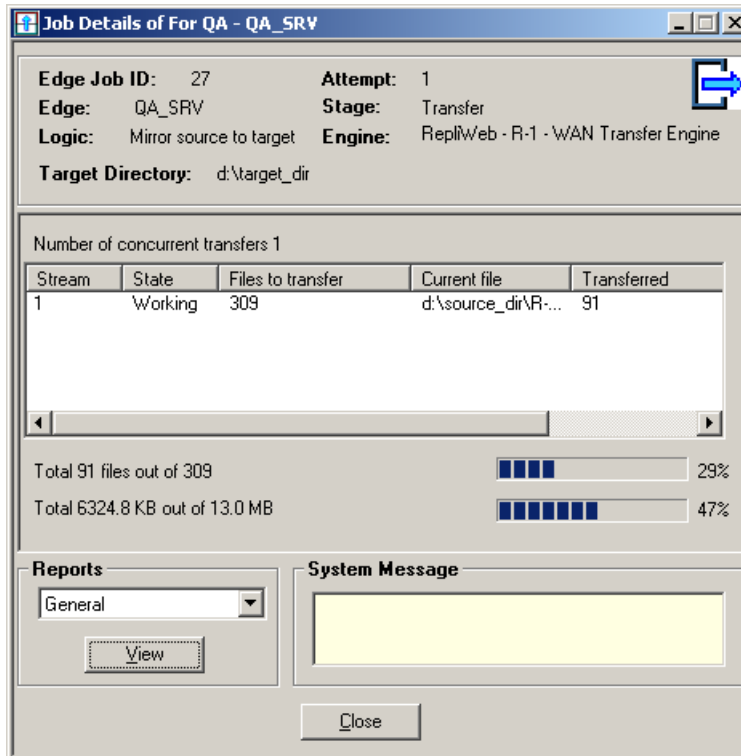 Job Details of For QA - QA_SRV
Edge Job ID: 27 Attempt: 1
Edge: QA_SRV Stage: Transfer
Logic: Mirror source to target Engine: RepliWeb - R-1 - WAN Transfer Engine
Target Directory: d:\target_dir
Number of concurrent transfers 1
Stream State Files to transfer Current file Transferred
1 Working 309 d:\source_dir\R-... 91
Total 91 files out of 309 29%
Total 6324.8 KB out of 13.0 MB 47%
Reports System Message
General
View
Close